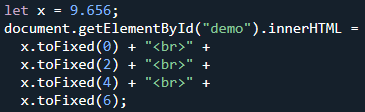 let x = 9.656;
document.getElementById("demo").innerHTML =
  x.toFixed(0) + "<br>" +
  x.toFixed(2) + "<br>" +
  x.toFixed(4) + "<br>" +
  x.toFixed(6);